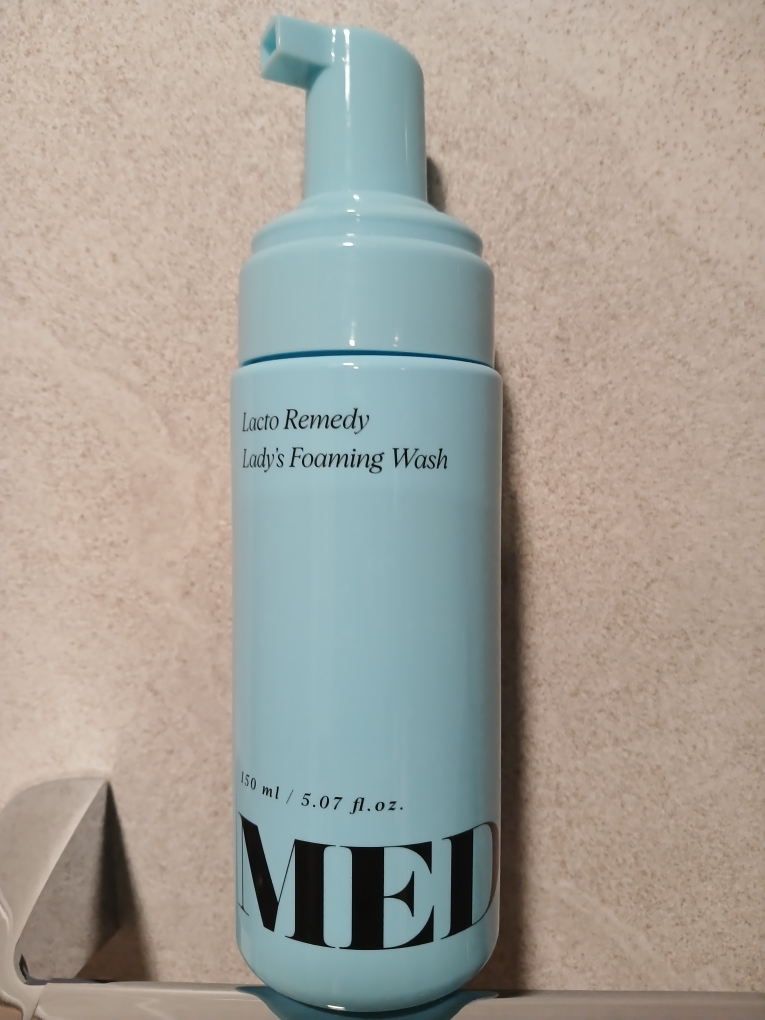 Lacto Remedy
Lady's Foaming Wash
150 ml / 5.07 fl.oz.
MED